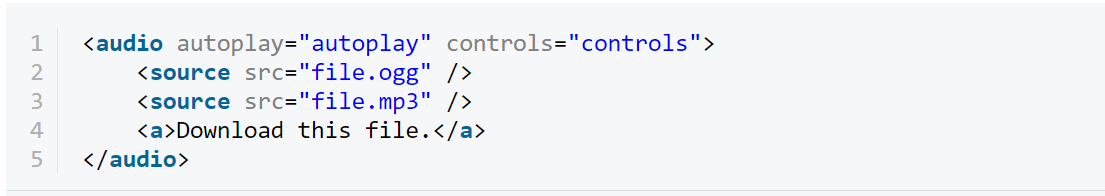 1 <audio autoplay="autoplay" controls="controls">
2     <source src="file.ogg" />
3     <source src="file.mp3" />
4     <a>Download this file.</a>
5 </audio>